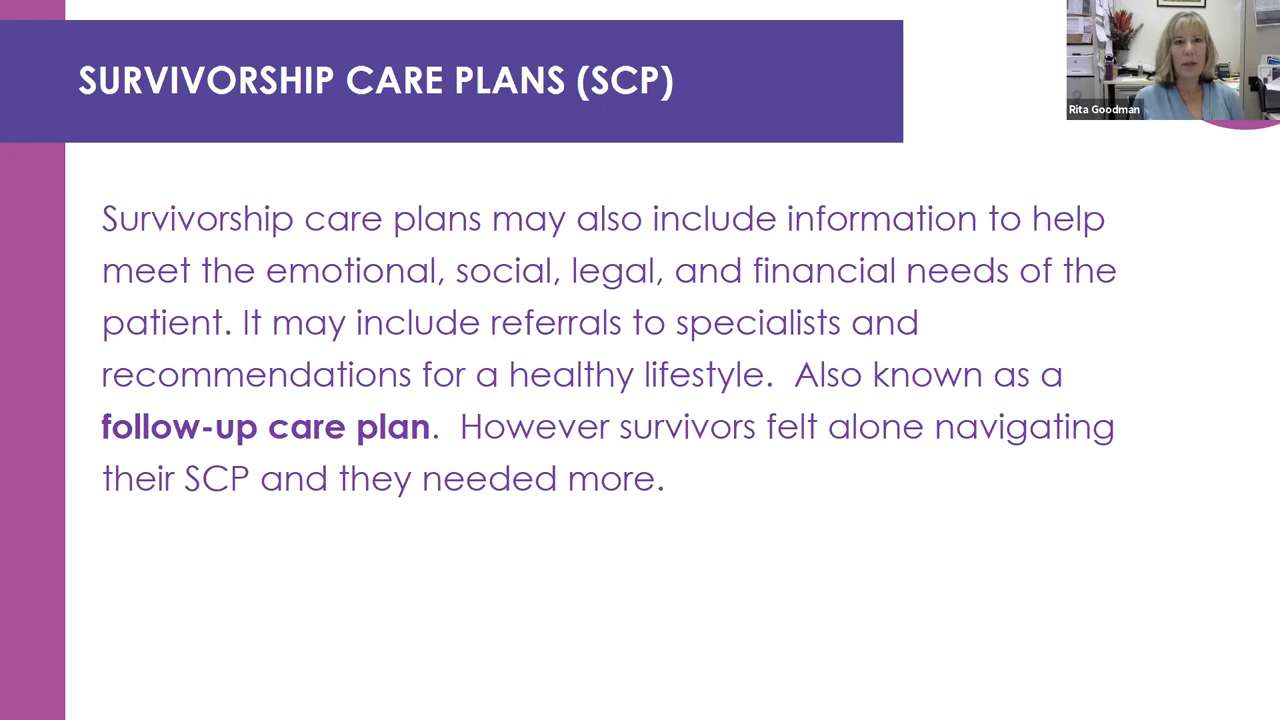 SURVIVORSHIP CARE PLANS (SCP)
Rita Goodman
Survivorship care plans may also include information to help
meet the emotional, social, legal, and financial needs of the
patient. It may include referrals to specialists and
recommendations for a healthy lifestyle.  Also known as a
follow-up care plan.  However survivors felt alone navigating
their SCP and they needed more.